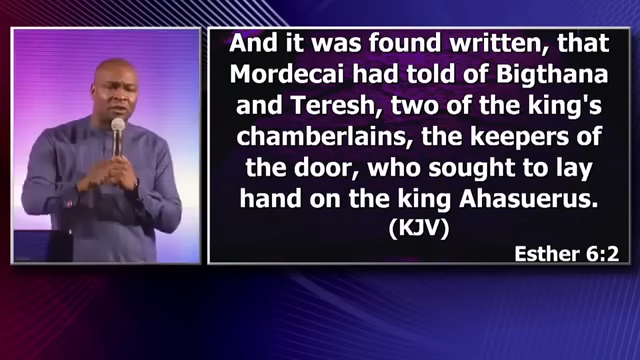 And it was found written, that
Mordecai had told of Bigthana
and Teresh, two of the king's
chamberlains, the keepers of
the door, who sought to lay
hand on the king Ahasuerus.
(KJV)
Esther 6:2